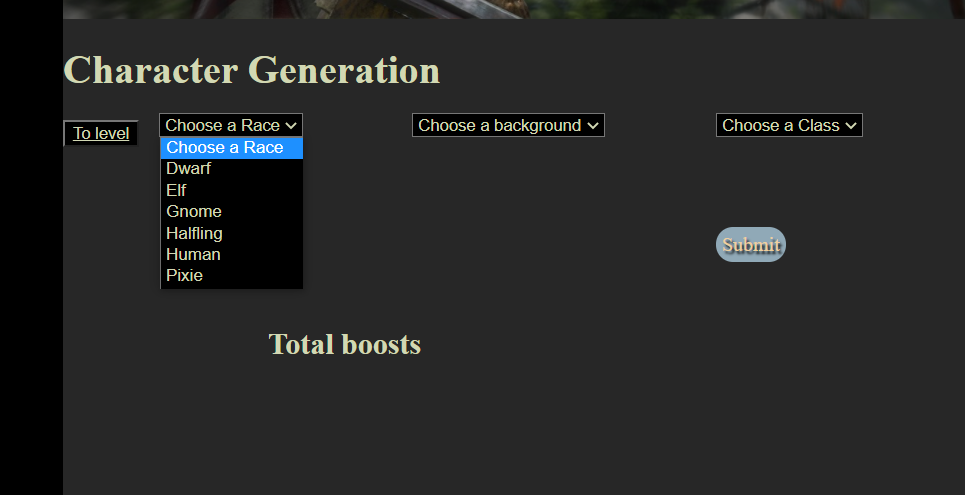 Character Generation
To level
Choose a Race
Choose a background
Choose a Class
Choose a Race
Dwarf
Elf
Gnome
Halfling
Human
Pixie
Submit
Total boosts